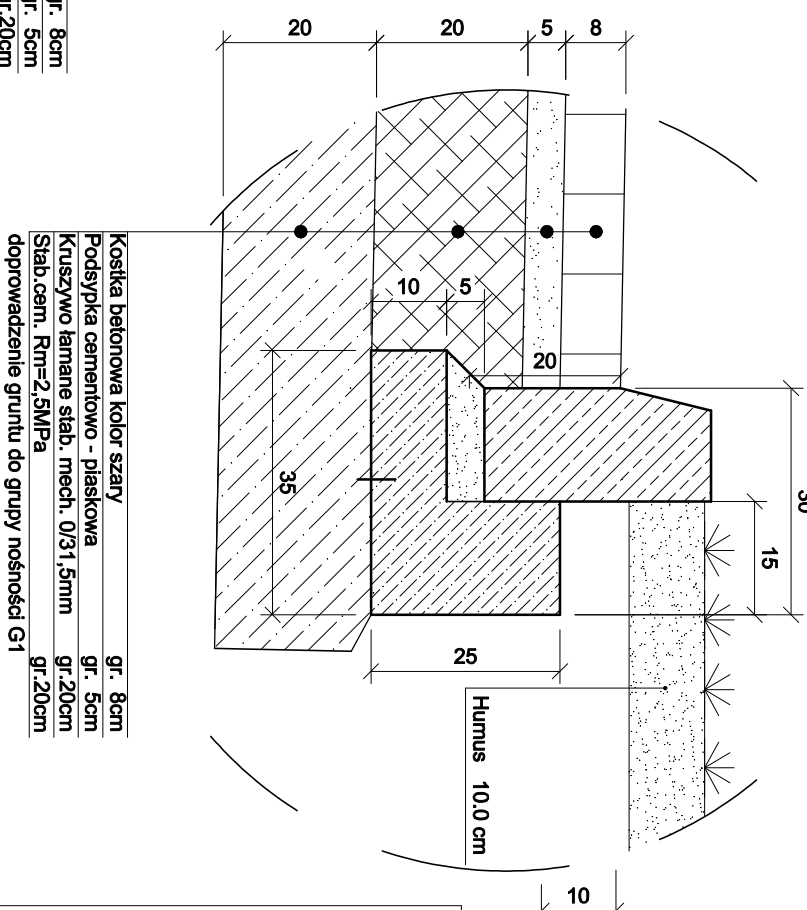 20 20 5 8
gr. 8cm
gr. 5cm
gr.20cm
10 5
20
30
15
35
25
10
Humus 10.0 cm
Kostka betonowa kolor szary gr. 8cm
Podsypka cementowo - piaskowa gr. 5cm
Kruszywo łamane stab. mech. 0/31,5mm gr.20cm
Stab.cem. Rm=2,5MPa gr.20cm
doprowadzenie gruntu do grupy nośności G1